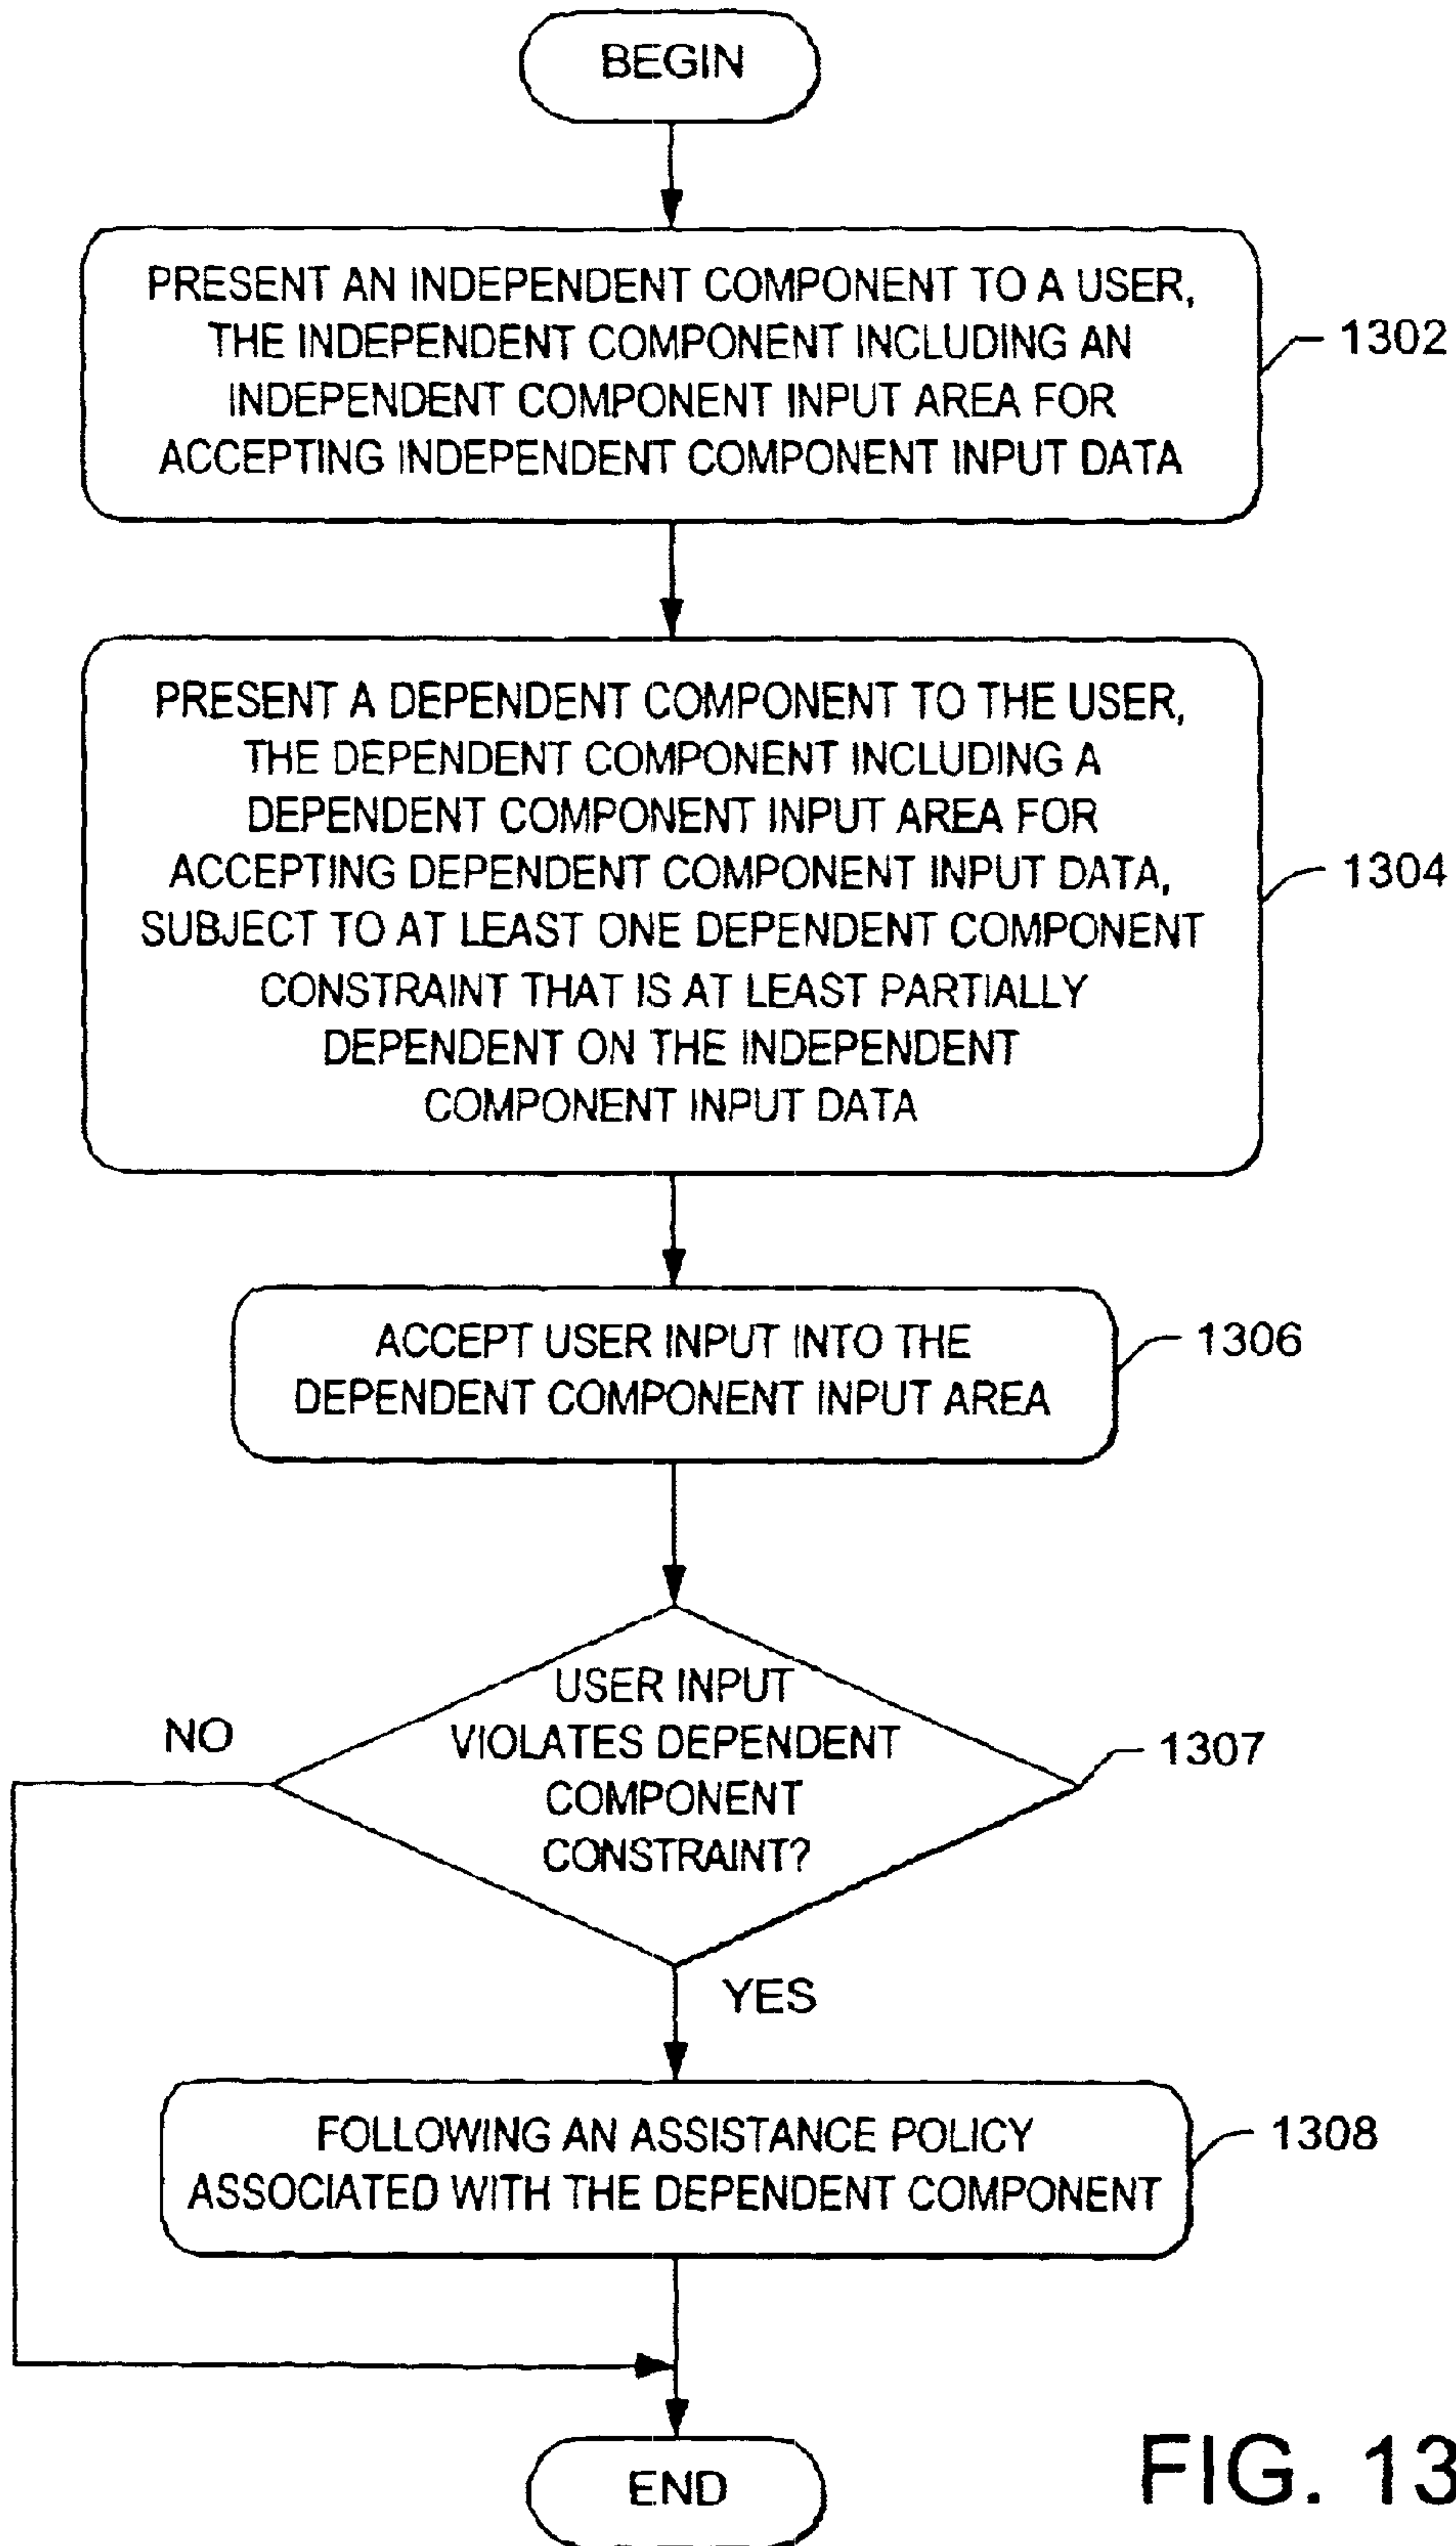 BEGIN
PRESENT AN INDEPENDENT COMPONENT TO A USER,
THE INDEPENDENT COMPONENT INCLUDING AN
INDEPENDENT COMPONENT INPUT AREA FOR
ACCEPTING INDEPENDENT COMPONENT INPUT DATA
1302
PRESENT A DEPENDENT COMPONENT TO THE USER,
THE DEPENDENT COMPONENT INCLUDING A
DEPENDENT COMPONENT INPUT AREA FOR
ACCEPTING DEPENDENT COMPONENT INPUT DATA,
SUBJECT TO AT LEAST ONE DEPENDENT COMPONENT
CONSTRAINT THAT IS AT LEAST PARTIALLY
DEPENDENT ON THE INDEPENDENT
COMPONENT INPUT DATA
1304
ACCEPT USER INPUT INTO THE
DEPENDENT COMPONENT INPUT AREA
1306
USER INPUT
VIOLATES DEPENDENT
COMPONENT
CONSTRAINT?
NO
1307
YES
FOLLOWING AN ASSISTANCE POLICY
ASSOCIATED WITH THE DEPENDENT COMPONENT
1308
END
FIG. 13